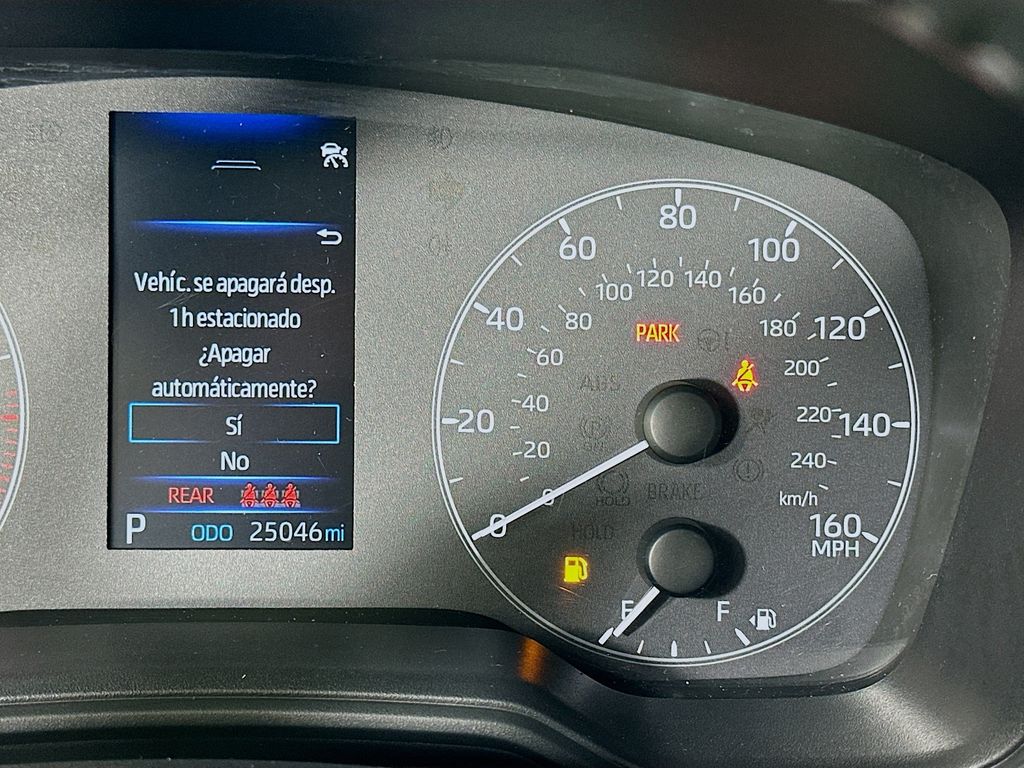 Vehíc. se apagará desp.
1 h estacionado
¿Apagar
automáticamente?
Sí
No
REAR
P ODO 25046 mi
0
20
40
60
80
100
120
140
160
MPH
0
20
40
60
80
100
120
140
160
180
200
220
240
km/h
PARK
ABS
HOLD
BRAKE
HOLD
E F